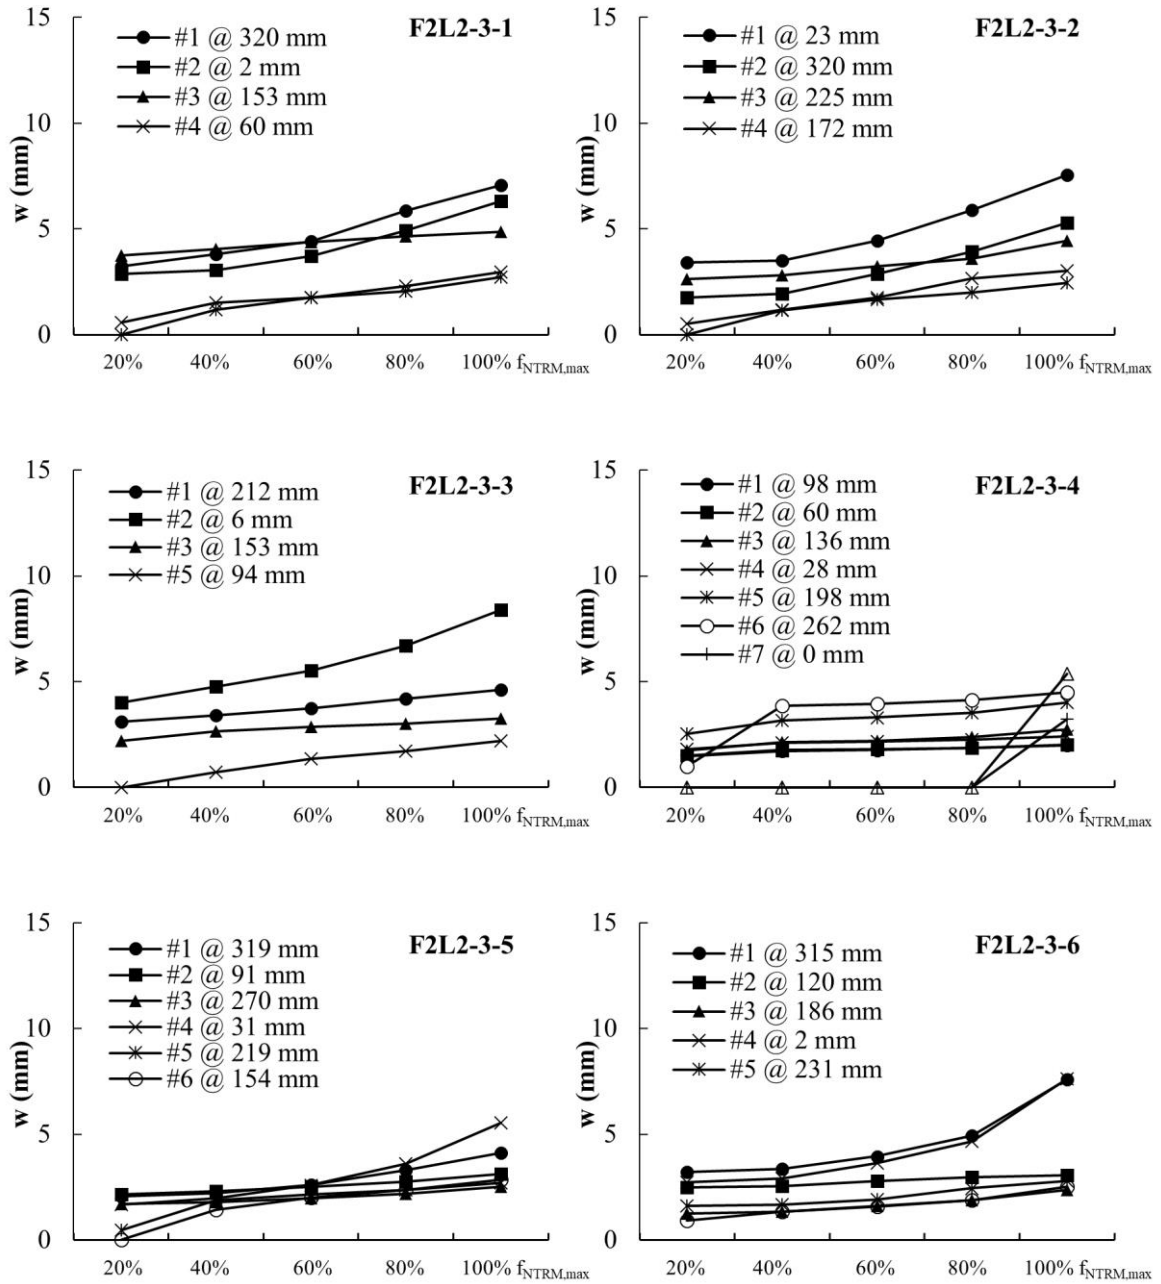 F2L2-3-1
15
10
5
0
w (mm)
#1 @ 320 mm
#2 @ 2 mm
#3 @ 153 mm
#4 @ 60 mm
20% 40% 60% 80% 100% fNTRM,max
F2L2-3-2
15
10
5
0
w (mm)
#1 @ 23 mm
#2 @ 320 mm
#3 @ 225 mm
#4 @ 172 mm
20% 40% 60% 80% 100% fNTRM,max
F2L2-3-3
15
10
5
0
w (mm)
#1 @ 212 mm
#2 @ 6 mm
#3 @ 153 mm
#5 @ 94 mm
20% 40% 60% 80% 100% fNTRM,max
F2L2-3-4
15
10
5
0
w (mm)
#1 @ 98 mm
#2 @ 60 mm
#3 @ 136 mm
#4 @ 28 mm
#5 @ 198 mm
#6 @ 262 mm
#7 @ 0 mm
20% 40% 60% 80% 100% fNTRM,max
F2L2-3-5
15
10
5
0
w (mm)
#1 @ 319 mm
#2 @ 91 mm
#3 @ 270 mm
#4 @ 31 mm
#5 @ 219 mm
#6 @ 154 mm
20% 40% 60% 80% 100% fNTRM,max
F2L2-3-6
15
10
5
0
w (mm)
#1 @ 315 mm
#2 @ 120 mm
#3 @ 186 mm
#4 @ 2 mm
#5 @ 231 mm
20% 40% 60% 80% 100% fNTRM,max